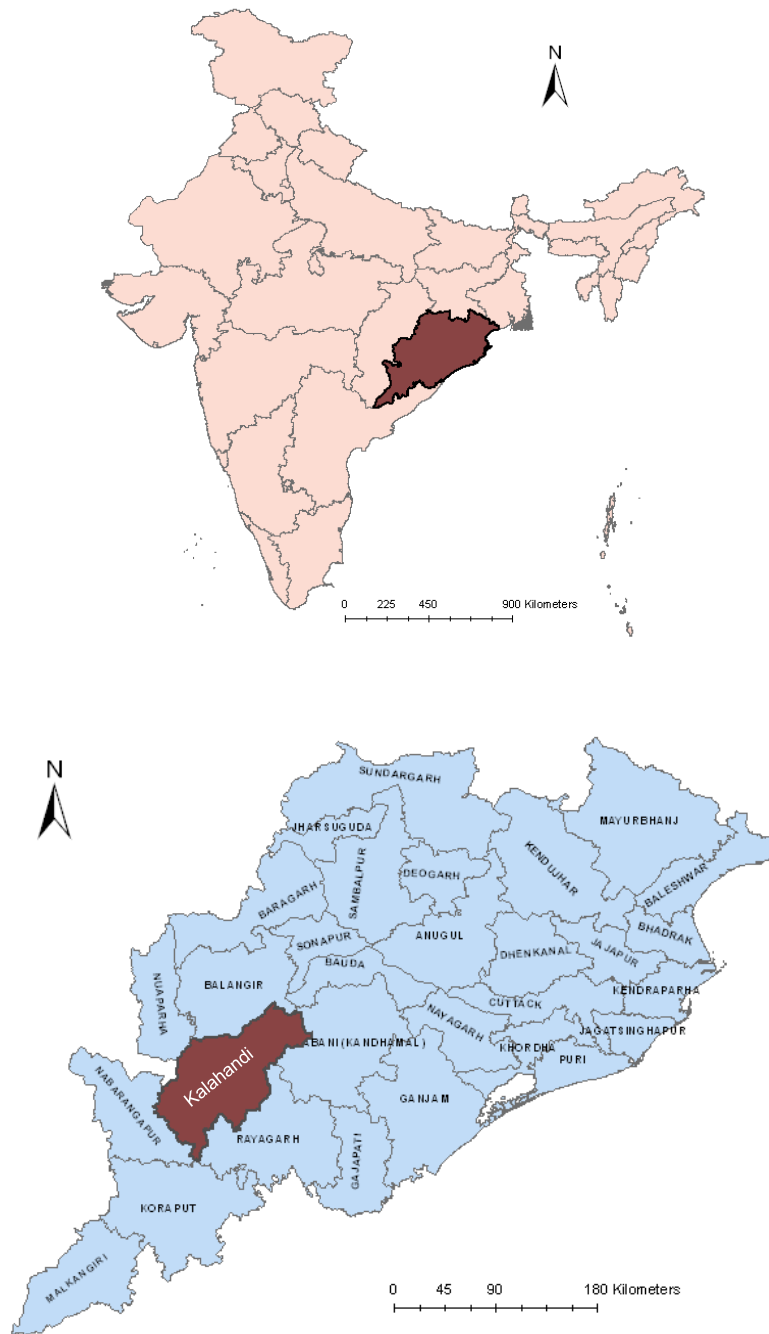 N
0 225 450 900 Kilometers
N
SUNDARGARH
MAYURBHANJ
JHARSUGUDA
KENDUJHAR
BALESHWAR
SAMBALPUR
DEOGARH
BARAGARH
BHADRAK
ANUGUL
SONAPUR
JAJAPUR
DHENKANAL
BAUDA
NUAPARHA
BALANGIR
KENDRAPARHA
CUTTACK
NAYAGARH
JAGATSINGHAPUR
ABANI(KANDHAMAL)
KHORDHA
PURI
Kalahandi
NABARANGAPUR
GANJAM
RAYAGARH
GAJAPATI
KORAPUT
MALKANGIRI
0 45 90 180 Kilometers